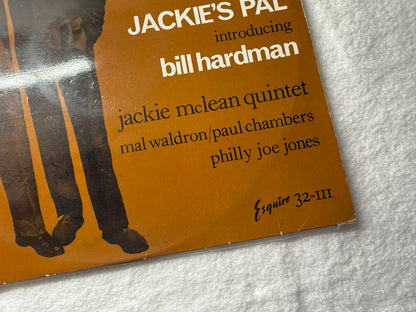 JACKIE'S PAL
introducing
bill hardman
jackie mclean quintet
mal waldron/paul chambers
philly joe jones
Esquire 32-111